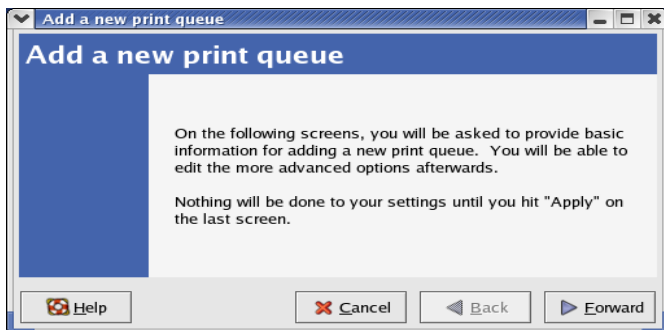 Add a new print queue
Add a new print queue
On the following screens, you will be asked to provide basic
information for adding a new print queue.  You will be able to
edit the more advanced options afterwards.
Nothing will be done to your settings until you hit "Apply" on
the last screen.
Help
Cancel
Back
Forward